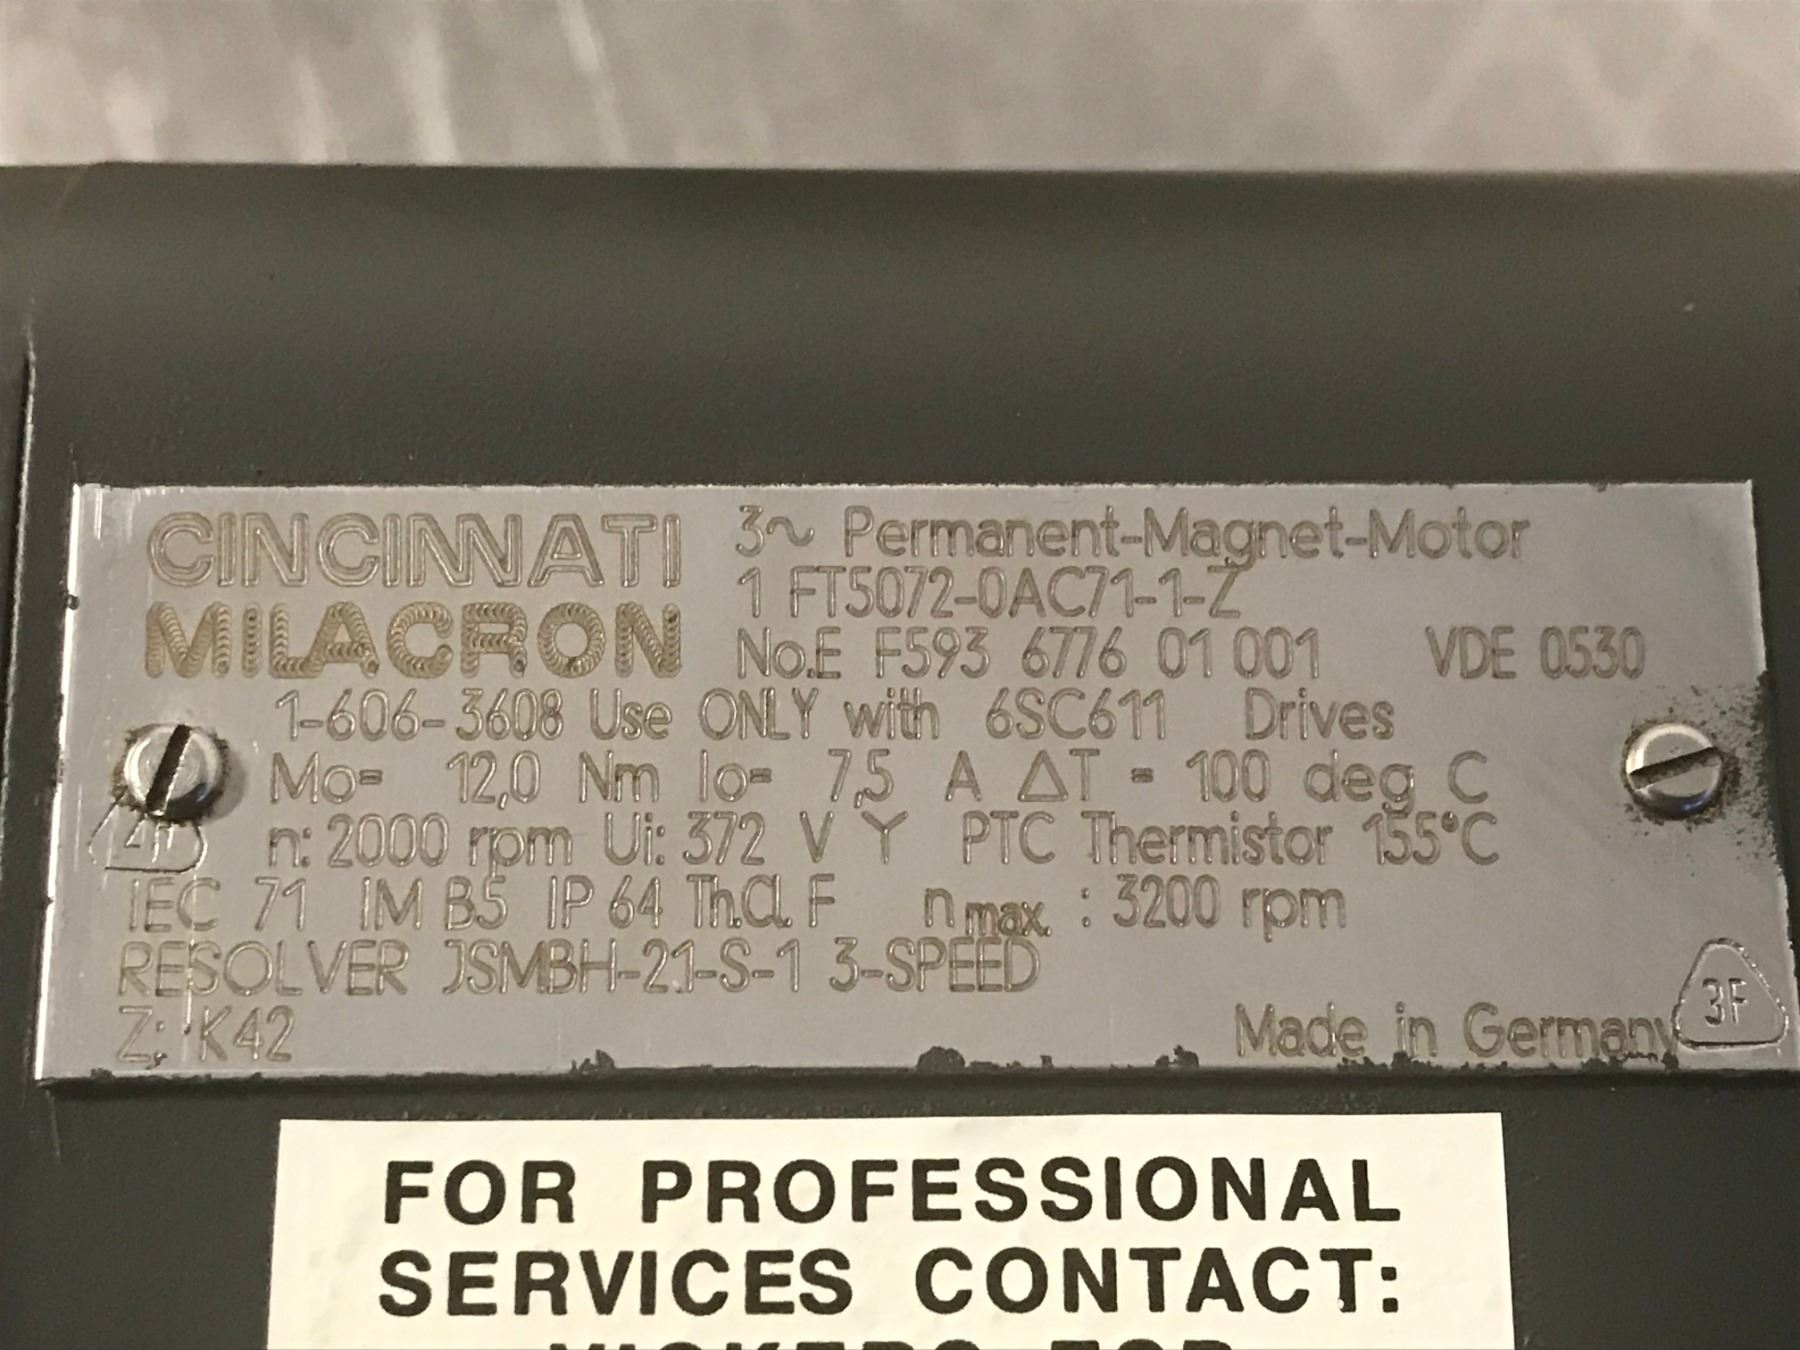 CINCINNATI
MILACRON
3~ Permanent-Magnet-Motor
1 FT5072-0AC71-1-Z
No.E F593 6776 01 001 VDE 0530
1-606-3608 Use ONLY with 6SC611 Drives
Mo= 12,0 Nm Io= 7,5 A ΔT = 100 deg C
n: 2000 rpm Ui: 372 V Y PTC Thermistor 155°C
IEC 71 IM B5 IP 64 Th.Cl. F n max. : 3200 rpm
RESOLVER JSMBH-21-S-1 3-SPEED
Z: K42
Made in Germany
3F
FOR PROFESSIONAL
SERVICES CONTACT: